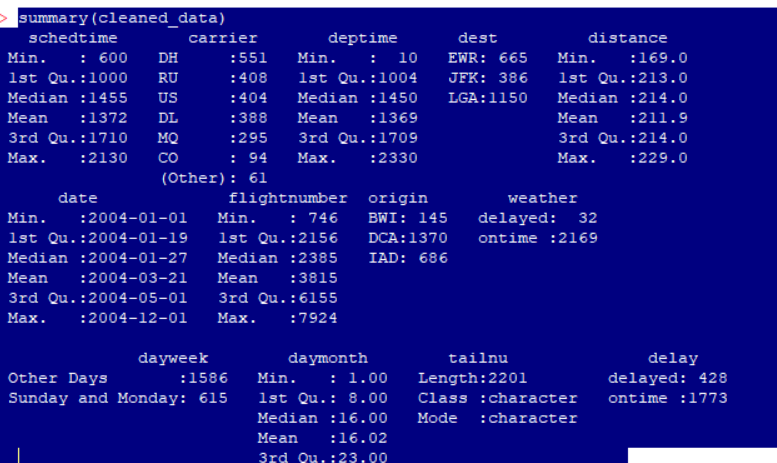 > summary(cleaned_data)
schedtime carrier deptime dest distance
Min. : 600 DH :551 Min. : 10 EWR: 665 Min. :169.0
1st Qu.:1000 RU :408 1st Qu.:1004 JFK: 386 1st Qu.:213.0
Median :1455 US :404 Median :1450 LGA:1150 Median :214.0
Mean :1372 DL :388 Mean :1369 Mean :211.9
3rd Qu.:1710 MQ :295 3rd Qu.:1709 3rd Qu.:214.0
Max. :2130 CO : 94 Max. :2330 Max. :229.0
(Other): 61
date flightnumber origin weather
Min. :2004-01-01 Min. : 746 BWI: 145 delayed: 32
1st Qu.:2004-01-19 1st Qu.:2156 DCA:1370 ontime :2169
Median :2004-01-27 Median :2385 IAD: 686
Mean :2004-03-21 Mean :3815
3rd Qu.:2004-05-01 3rd Qu.:6155
Max. :2004-12-01 Max. :7924
dayweek daymonth tailnu delay
Other Days :1586 Min. : 1.00 Length:2201 delayed: 428
Sunday and Monday: 615 1st Qu.: 8.00 Class :character ontime :1773
Median :16.00 Mode :character
Mean :16.02
3rd Qu.:23.00